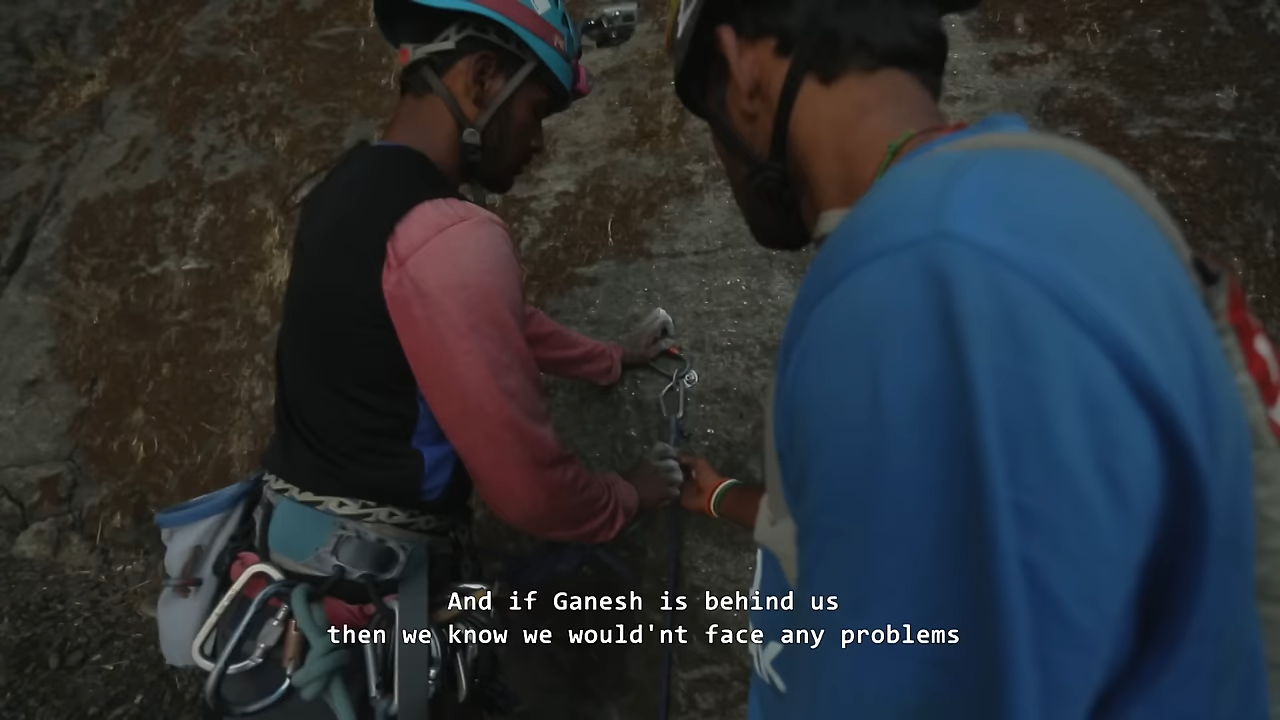 And if Ganesh is behind us
then we know we would'nt face any problems